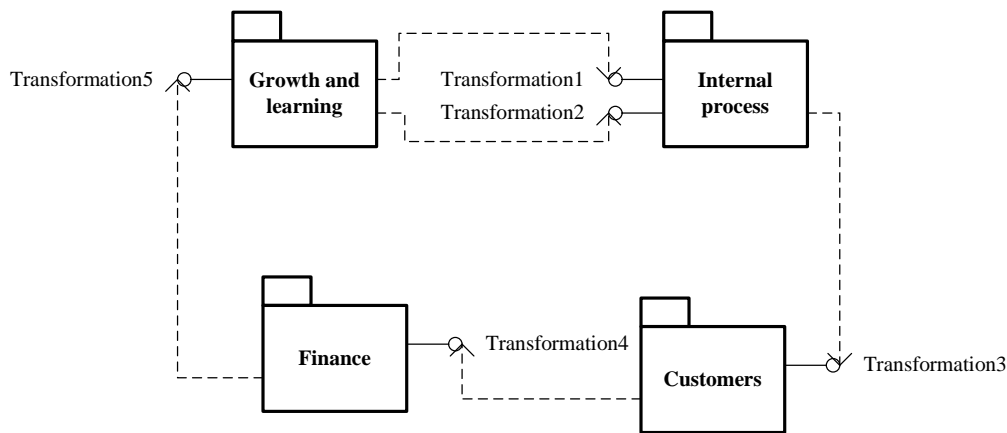 Transformation5
Growth and
learning
Transformation1
Transformation2
Internal
process
Finance
Transformation4
Customers
Transformation3